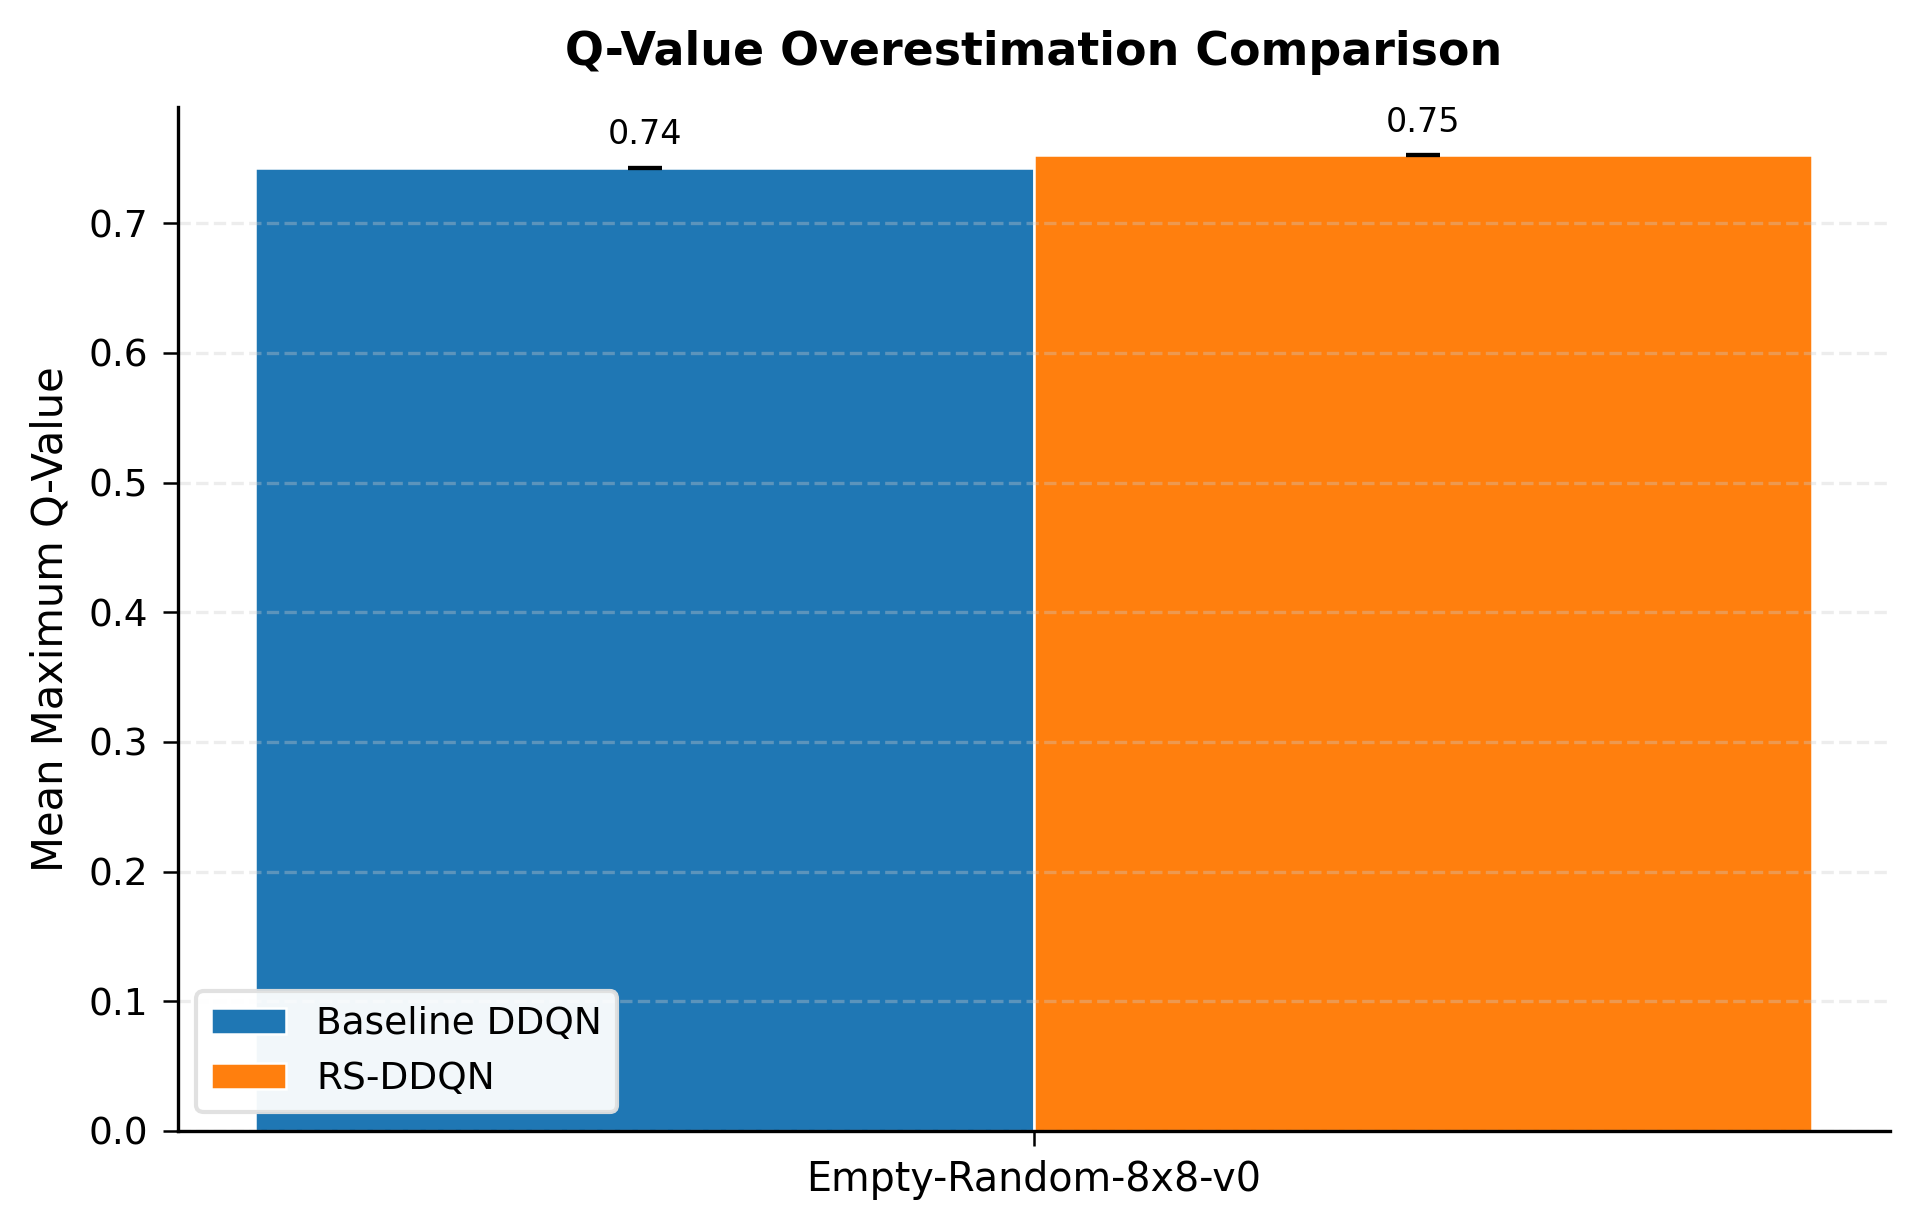 Q-Value Overestimation Comparison
0.74
0.75
Mean Maximum Q-Value
0.7
0.6
0.5
0.4
0.3
0.2
0.1
0.0
Baseline DDQN
RS-DDQN
Empty-Random-8x8-v0